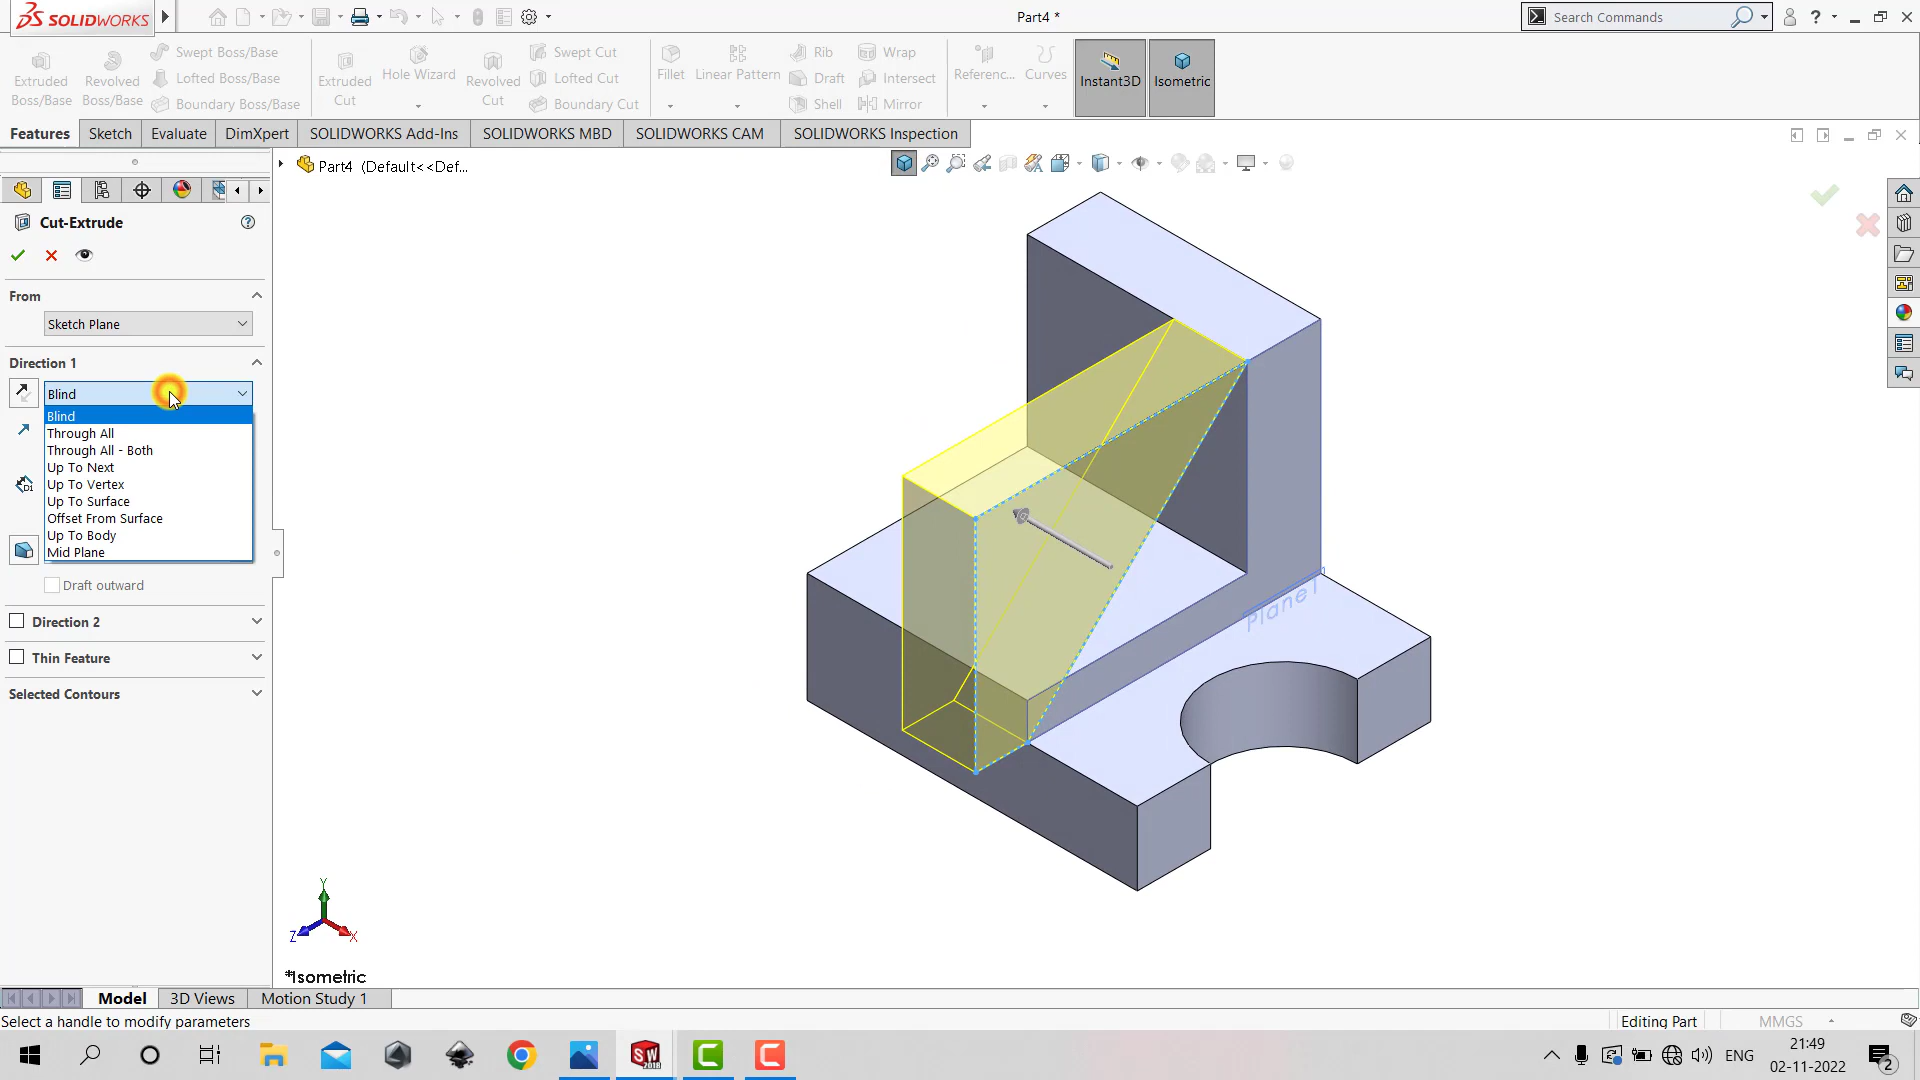 SOLIDWORKS
Part4 *
Search Commands
Extruded Boss/Base
Revolved Boss/Base
Swept Boss/Base
Lofted Boss/Base
Boundary Boss/Base
Extruded Cut
Hole Wizard
Revolved Cut
Swept Cut
Lofted Cut
Boundary Cut
Fillet
Linear Pattern
Rib
Draft
Shell
Wrap
Intersect
Mirror
Referenc...
Curves
Instant3D
Isometric
Features
Sketch
Evaluate
DimXpert
SOLIDWORKS Add-Ins
SOLIDWORKS MBD
SOLIDWORKS CAM
SOLIDWORKS Inspection
Part4 (Default<<Def...
Cut-Extrude
From
Sketch Plane
Direction 1
Blind
Blind
Through All
Through All - Both
Up To Next
Up To Vertex
Up To Surface
Offset From Surface
Up To Body
Mid Plane
Draft outward
Direction 2
Thin Feature
Selected Contours
Plane1
Y
Z
X
*Isometric
Model
3D Views
Motion Study 1
Select a handle to modify parameters
Editing Part
MMGS
ENG
21:49
02-11-2022
2